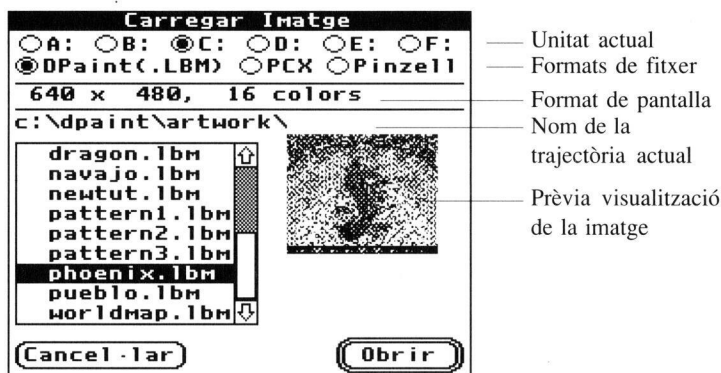 Carregar Imatge
A: B: C: D: E: F:
DPaint(.LBM) PCX Pinzell
640 x 480, 16 colors
c:\dpaint\artwork\
dragon.lbm
navajo.lbm
newtut.lbm
pattern1.lbm
pattern2.lbm
pattern3.lbm
phoenix.lbm
pueblo.lbm
worldmap.lbm
Cancel·lar
Obrir
Unitat actual
Formats de fitxer
Format de pantalla
Nom de la
trajectòria actual
Prèvia visualització
de la imatge